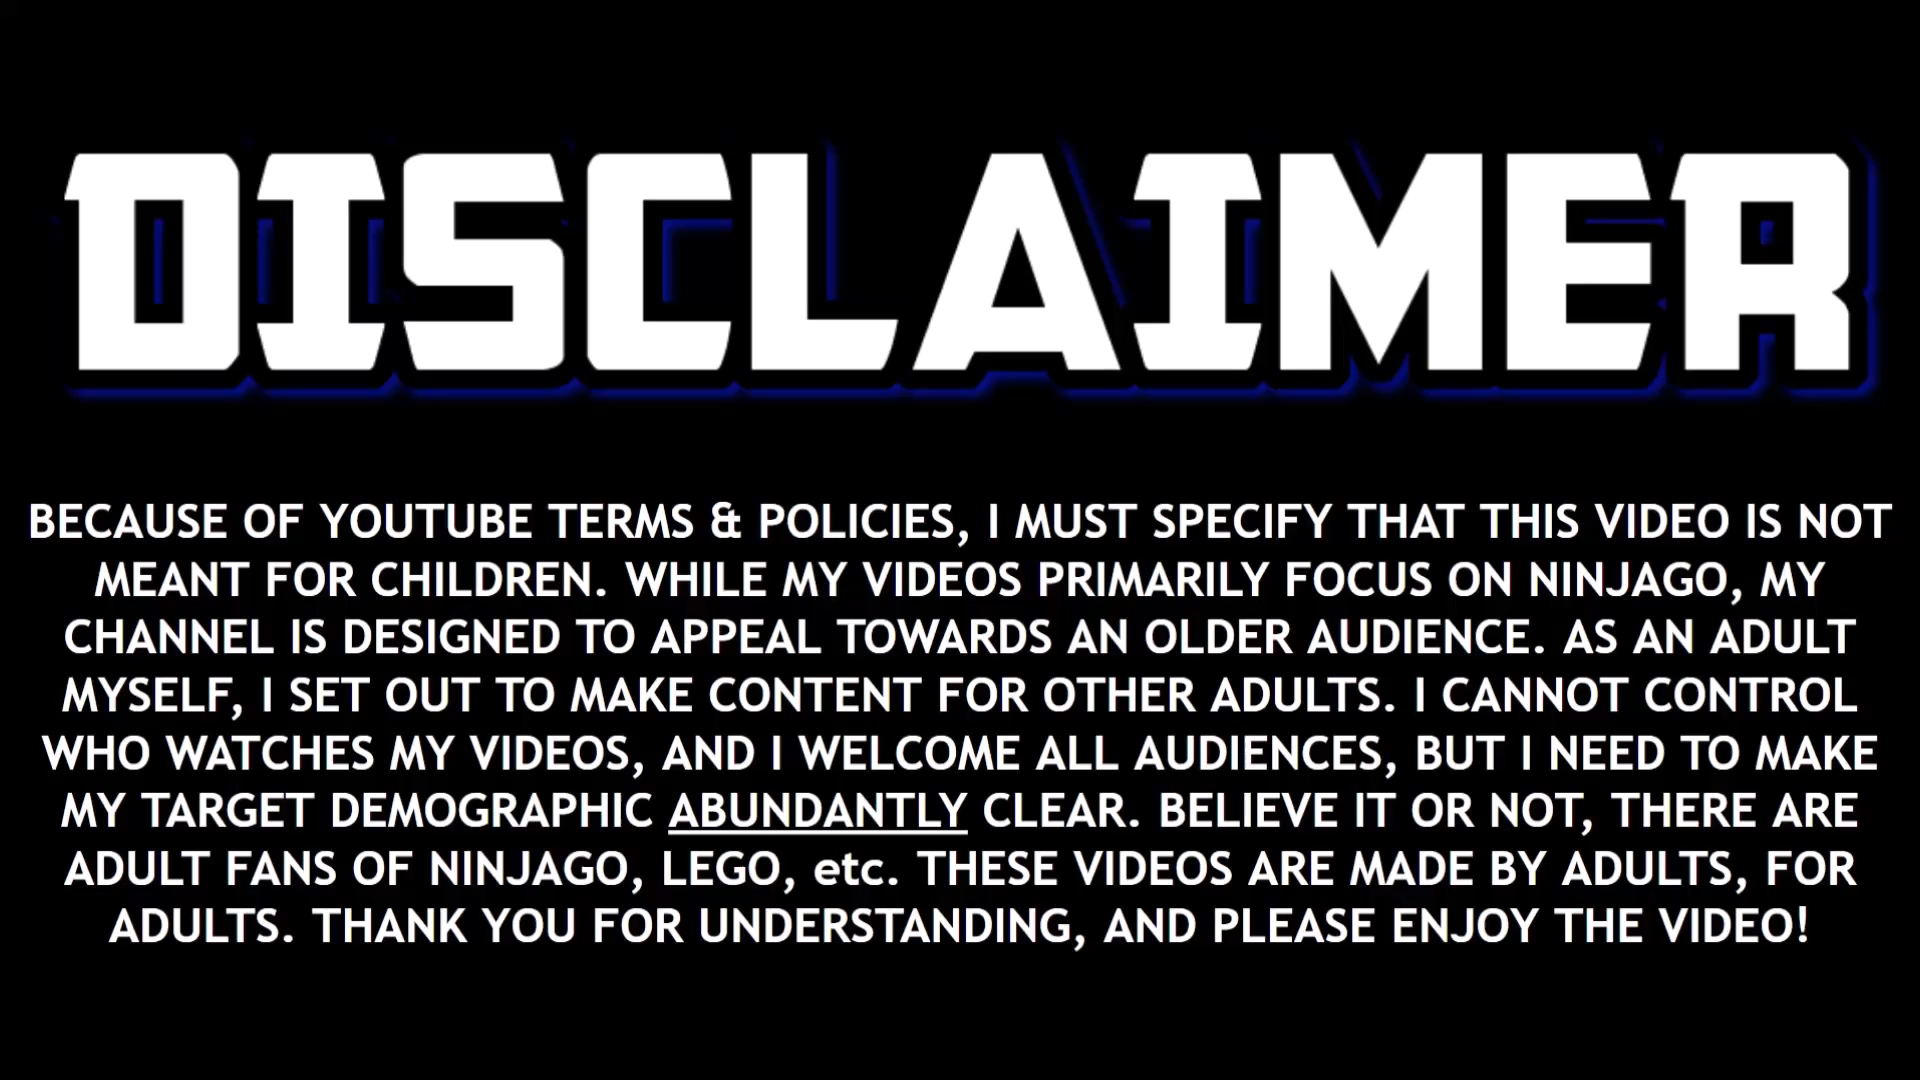 DISCLAIMER
BECAUSE OF YOUTUBE TERMS & POLICIES, I MUST SPECIFY THAT THIS VIDEO IS NOT
MEANT FOR CHILDREN. WHILE MY VIDEOS PRIMARILY FOCUS ON NINJAGO, MY
CHANNEL IS DESIGNED TO APPEAL TOWARDS AN OLDER AUDIENCE. AS AN ADULT
MYSELF, I SET OUT TO MAKE CONTENT FOR OTHER ADULTS. I CANNOT CONTROL
WHO WATCHES MY VIDEOS, AND I WELCOME ALL AUDIENCES, BUT I NEED TO MAKE
MY TARGET DEMOGRAPHIC ABUNDANTLY CLEAR. BELIEVE IT OR NOT, THERE ARE
ADULT FANS OF NINJAGO, LEGO, etc. THESE VIDEOS ARE MADE BY ADULTS, FOR
ADULTS. THANK YOU FOR UNDERSTANDING, AND PLEASE ENJOY THE VIDEO!